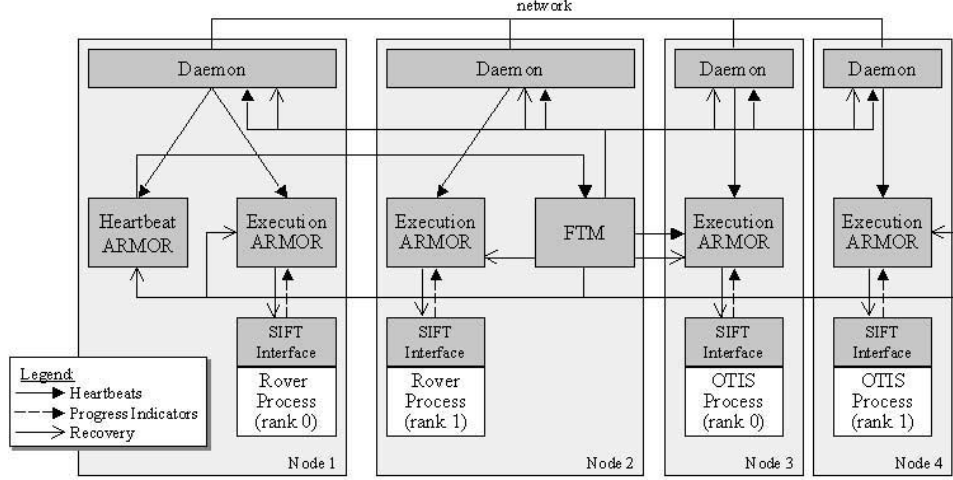 network
Daemon
Daemon
Daemon
Daemon
Heartbeat
ARMOR
Execution
ARMOR
Execution
ARMOR
FTM
Execution
ARMOR
Execution
ARMOR
SIFT
Interface
Rover
Process
(rank 0)
SIFT
Interface
Rover
Process
(rank 1)
SIFT
Interface
OTIS
Process
(rank 0)
SIFT
Interface
OTIS
Process
(rank 1)
Legend:
Heartbeats
Progress Indicators
Recovery
Node 1
Node 2
Node 3
Node 4